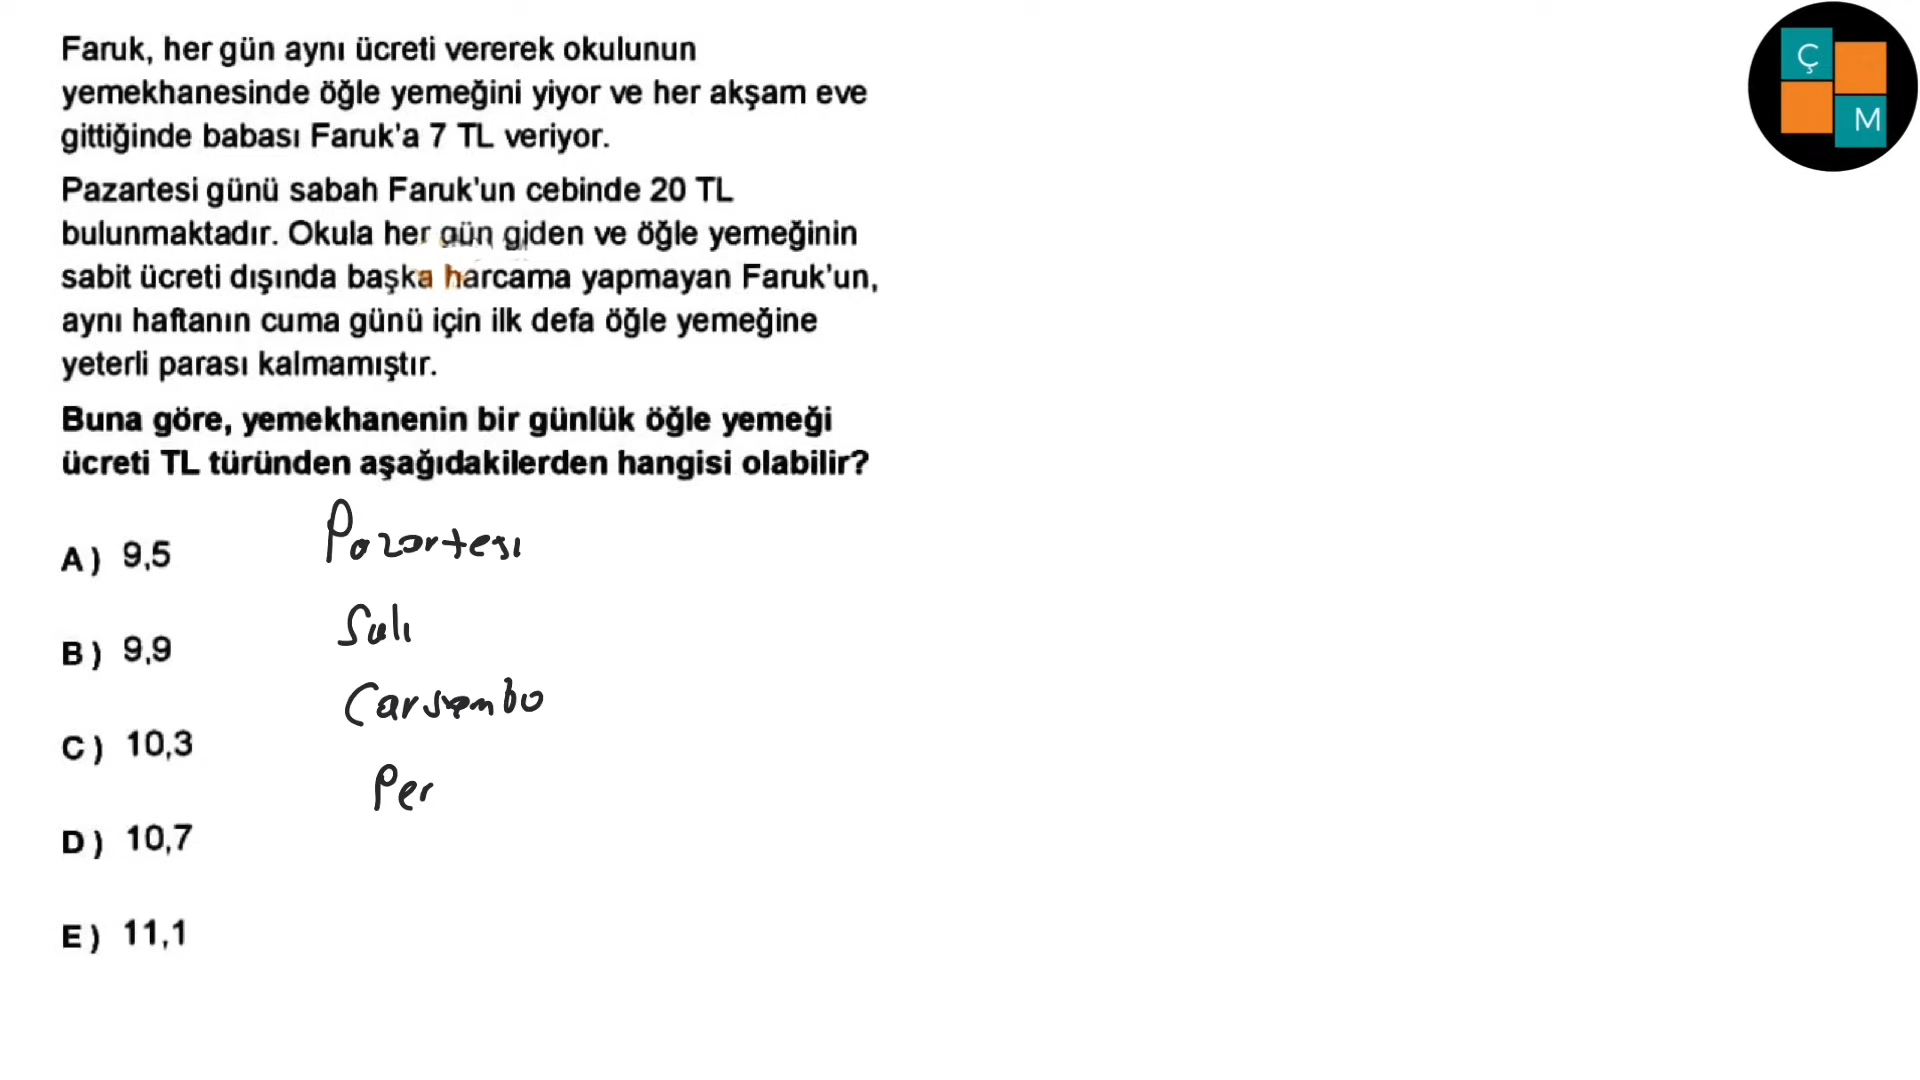 Faruk, her gün aynı ücreti vererek okulunun
yemekhanesinde öğle yemeğini yiyor ve her akşam eve
gittiğinde babası Faruk'a 7 TL veriyor.
Pazartesi günü sabah Faruk'un cebinde 20 TL
bulunmaktadır. Okula her gün giden ve öğle yemeğinin
sabit ücreti dışında başka harcama yapmayan Faruk'un,
aynı haftanın cuma günü için ilk defa öğle yemeğine
yeterli parası kalmamıştır.
Buna göre, yemekhanenin bir günlük öğle yemeği
ücreti TL türünden aşağıdakilerden hangisi olabilir?
A) 9,5
B) 9,9
C) 10,3
D) 10,7
E) 11,1
Pazartesı
Salı
Carsamba
Per
Ç
M